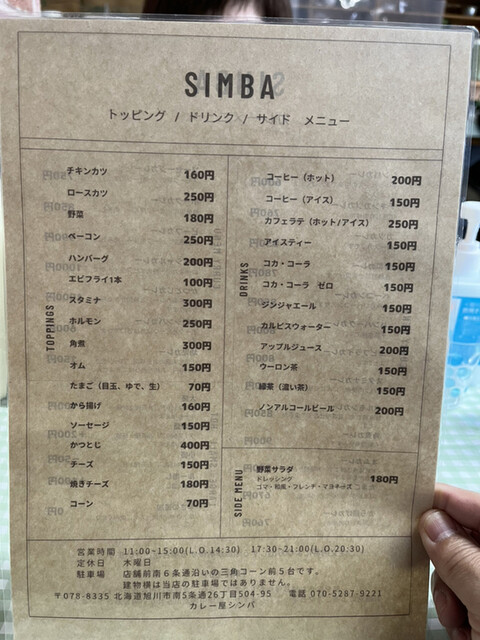 SIMBA
トッピング / ドリンク / サイド メニュー
TOPPINGS
チキンカツ 160円
ロースカツ 250円
野菜 180円
ベーコン 250円
ハンバーグ 200円
エビフライ1本 100円
スタミナ 300円
ホルモン 250円
角煮 300円
オム 150円
たまご（目玉、ゆで、生） 70円
から揚げ 160円
ソーセージ 150円
かつとじ 400円
チーズ 150円
焼きチーズ 180円
コーン 70円
DRINKS
コーヒー（ホット） 200円
コーヒー（アイス） 150円
カフェラテ（ホット/アイス） 250円
アイスティー 150円
コカ・コーラ 150円
コカ・コーラ ゼロ 150円
ジンジャエール 150円
カルピスウォーター 150円
アップルジュース 200円
ウーロン茶 150円
緑茶（濃い茶） 150円
ノンアルコールビール 200円
SIDE MENU
野菜サラダ 180円
ドレッシング
ゴマ・和風・フレンチ・マヨネーズ
営業時間 11:00~15:00(L.O.14:30) 17:30~21:00(L.O.20:30)
定休日 木曜日
駐車場 店舗前南６条通沿いの三角コーン前５台です。
建物横は当店の駐車場ではありません。
〒078-8335 北海道旭川市南5条通26丁目504-95 電話 070-5287-9221
カレー屋シンバ